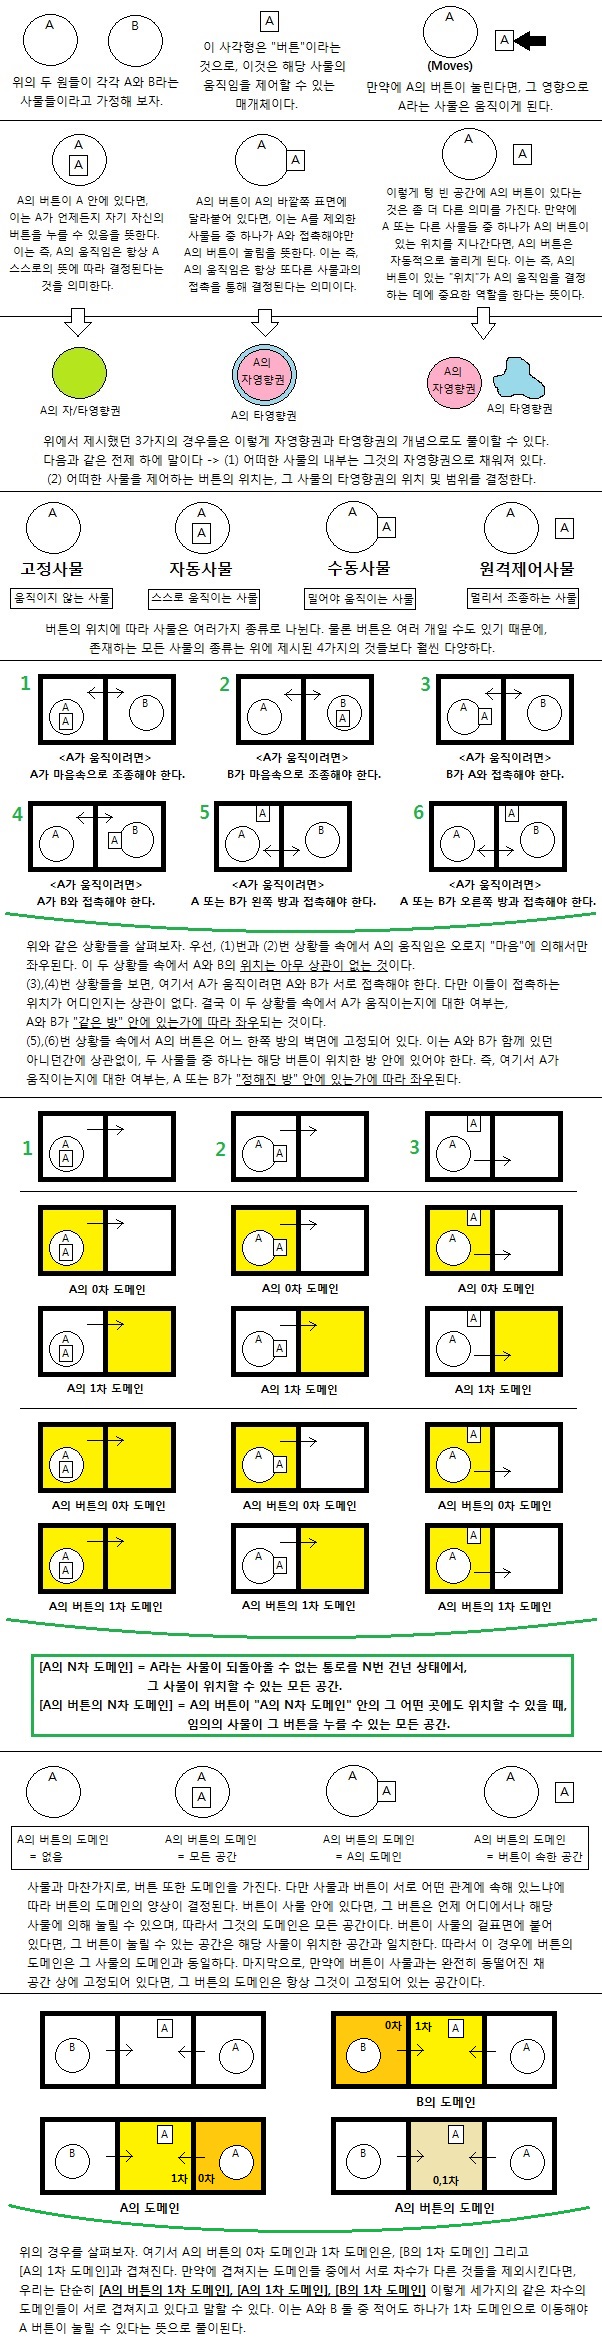 A
B
A
A
A
위의 두 원들이 각각 A와 B라는
사물들이라고 가정해 보자.
이 사각형은 "버튼"이라는
것으로, 이것은 해당 사물의
움직임을 제어할 수 있는
매개체이다.
(Moves)
만약에 A의 버튼이 눌린다면, 그 영향으로
A라는 사물은 움직이게 된다.
A
A
A
A
A
A
A의 버튼이 A 안에 있다면,
이는 A가 언제든지 자기 자신의
버튼을 누를 수 있음을 뜻한다.
이는 즉, A의 움직임은 항상 A
스스로의 뜻에 따라 결정된다는
것을 의미한다.
A의 버튼이 A의 바깥쪽 표면에
달라붙어 있다면, 이는 A를 제외한
사물들 중 하나가 A와 접촉해야만
A의 버튼이 눌림을 뜻한다. 이는 즉,
A의 움직임은 항상 또다른 사물과의
접촉을 통해 결정된다는 의미이다.
이렇게 텅 빈 공간에 A의 버튼이 있다는
것은 좀 더 다른 의미를 가진다. 만약에
A 또는 다른 사물들 중 하나가 A의 버튼이
있는 위치를 지나간다면, A의 버튼은
자동적으로 눌리게 된다. 이는 즉, A의
버튼이 있는 "위치"가 A의 움직임을 결정
하는 데에 중요한 역할을 한다는 뜻이다.
A의 자/타영향권
A의
자영향권
A의 타영향권
A의
자영향권
A의 타영향권
위에서 제시했던 3가지의 경우들은 이렇게 자영향권과 타영향권의 개념으로도 풀이할 수 있다.
다음과 같은 전제 하에 말이다 -> (1) 어떠한 사물의 내부는 그것의 자영향권으로 채워져 있다.
(2) 어떠한 사물을 제어하는 버튼의 위치는, 그 사물의 타영향권의 위치 및 범위를 결정한다.
A
A
A
A
A
A
A
고정사물
자동사물
수동사물
원격제어사물
움직이지 않는 사물
스스로 움직이는 사물
밀어야 움직이는 사물
멀리서 조종하는 사물
버튼의 위치에 따라 사물은 여러가지 종류로 나뉜다. 물론 버튼은 여러 개일 수도 있기 때문에,
존재하는 모든 사물의 종류는 위에 제시된 4가지의 것들보다 훨씬 다양하다.
1
A
A
B
2
A
B
A
3
A
A
B
<A가 움직이려면>
A가 마음속으로 조종해야 한다.
<A가 움직이려면>
B가 마음속으로 조종해야 한다.
<A가 움직이려면>
B가 A와 접촉해야 한다.
4
A
A
B
5
A
A
B
6
A
A
B
<A가 움직이려면>
A가 B와 접촉해야 한다.
<A가 움직이려면>
A 또는 B가 왼쪽 방과 접촉해야 한다.
<A가 움직이려면>
A 또는 B가 오른쪽 방과 접촉해야 한다.
위와 같은 상황들을 살펴보자. 우선, (1)번과 (2)번 상황들 속에서 A의 움직임은 오로지 "마음"에 의해서만
좌우된다. 이 두 상황들 속에서 A와 B의 위치는 아무 상관이 없는 것이다.
(3),(4)번 상황들을 보면, 여기서 A가 움직이려면 A와 B가 서로 접촉해야 한다. 다만 이들이 접촉하는
위치가 어디인지는 상관이 없다. 결국 이 두 상황들 속에서 A가 움직이는지에 대한 여부는,
A와 B가 "같은 방" 안에 있는가에 따라 좌우되는 것이다.
(5),(6)번 상황들 속에서 A의 버튼은 어느 한쪽 방의 벽면에 고정되어 있다. 이는 A와 B가 함께 있던
아니던간에 상관없이, 두 사물들 중 하나는 해당 버튼이 위치한 방 안에 있어야 한다. 즉, 여기서 A가
움직이는지에 대한 여부는, A 또는 B가 "정해진 방" 안에 있는가에 따라 좌우된다.
1
A
A
2
A
A
3
A
A
A
A
A
A
A
A
A의 0차 도메인
A의 0차 도메인
A의 0차 도메인
A
A
A
A
A
A
A의 1차 도메인
A의 1차 도메인
A의 1차 도메인
A
A
A
A
A
A
A의 버튼의 0차 도메인
A의 버튼의 0차 도메인
A의 버튼의 0차 도메인
A
A
A
A
A
A
A의 버튼의 1차 도메인
A의 버튼의 1차 도메인
A의 버튼의 1차 도메인
[A의 N차 도메인] = A라는 사물이 되돌아올 수 없는 통로를 N번 건넌 상태에서,
그 사물이 위치할 수 있는 모든 공간.
[A의 버튼의 N차 도메인] = A의 버튼이 "A의 N차 도메인" 안의 그 어떤 곳에도 위치할 수 있을 때,
임의의 사물이 그 버튼을 누를 수 있는 모든 공간.
A
A
A
A
A
A
A
A의 버튼의 도메인
= 없음
A의 버튼의 도메인
= 모든 공간
A의 버튼의 도메인
= A의 도메인
A의 버튼의 도메인
= 버튼이 속한 공간
사물과 마찬가지로, 버튼 또한 도메인을 가진다. 다만 사물과 버튼이 서로 어떤 관계에 속해 있느냐에
따라 버튼의 도메인의 양상이 결정된다. 버튼이 사물 안에 있다면, 그 버튼은 언제 어디에서나 해당
사물에 의해 눌릴 수 있으며, 따라서 그것의 도메인은 모든 공간이다. 버튼이 사물의 겉표면에 붙어
있다면, 그 버튼이 눌릴 수 있는 공간은 해당 사물이 위치한 공간과 일치한다. 따라서 이 경우에 버튼의
도메인은 그 사물의 도메인과 동일하다. 마지막으로, 만약에 버튼이 사물과는 완전히 동떨어진 채
공간 상에 고정되어 있다면, 그 버튼의 도메인은 항상 그것이 고정되어 있는 공간이다.
B
A
A
0차
1차
B
A
A
B의 도메인
B
A
A
1차
0차
A의 도메인
B
A
A
0,1차
A의 버튼의 도메인
위의 경우를 살펴보자. 여기서 A의 버튼의 0차 도메인과 1차 도메인은, [B의 1차 도메인] 그리고
[A의 1차 도메인]과 겹쳐진다. 만약에 겹쳐지는 도메인들 중에서 서로 차수가 다른 것들을 제외시킨다면,
우리는 단순히 [A의 버튼의 1차 도메인], [A의 1차 도메인], [B의 1차 도메인] 이렇게 세가지의 같은 차수의
도메인들이 서로 겹쳐지고 있다고 말할 수 있다. 이는 A와 B 둘 중 적어도 하나가 1차 도메인으로 이동해야
A 버튼이 눌릴 수 있다는 뜻으로 풀이된다.